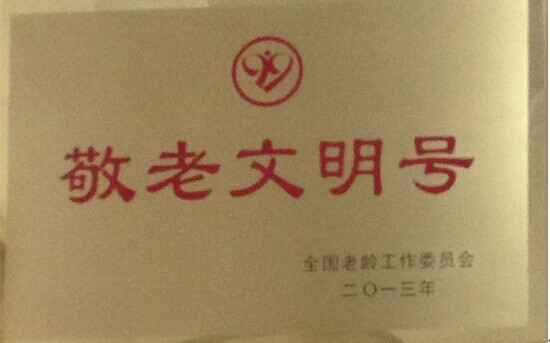 敬老文明号
全国老龄工作委员会
二〇一三年